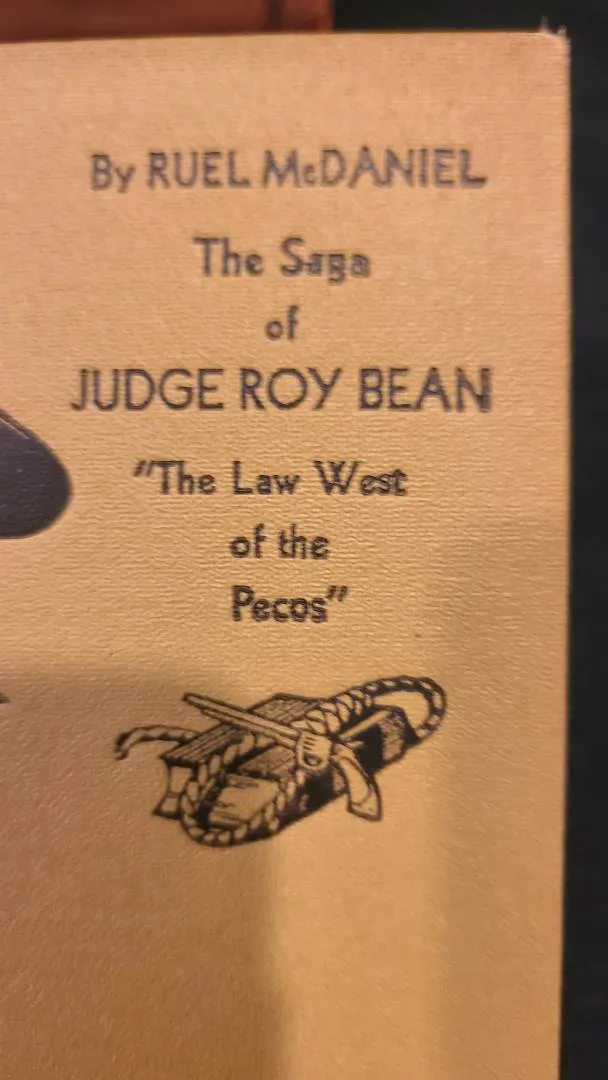 By RUEL McDANIEL
The Saga
of
JUDGE ROY BEAN
"The Law West
of the
Pecos"